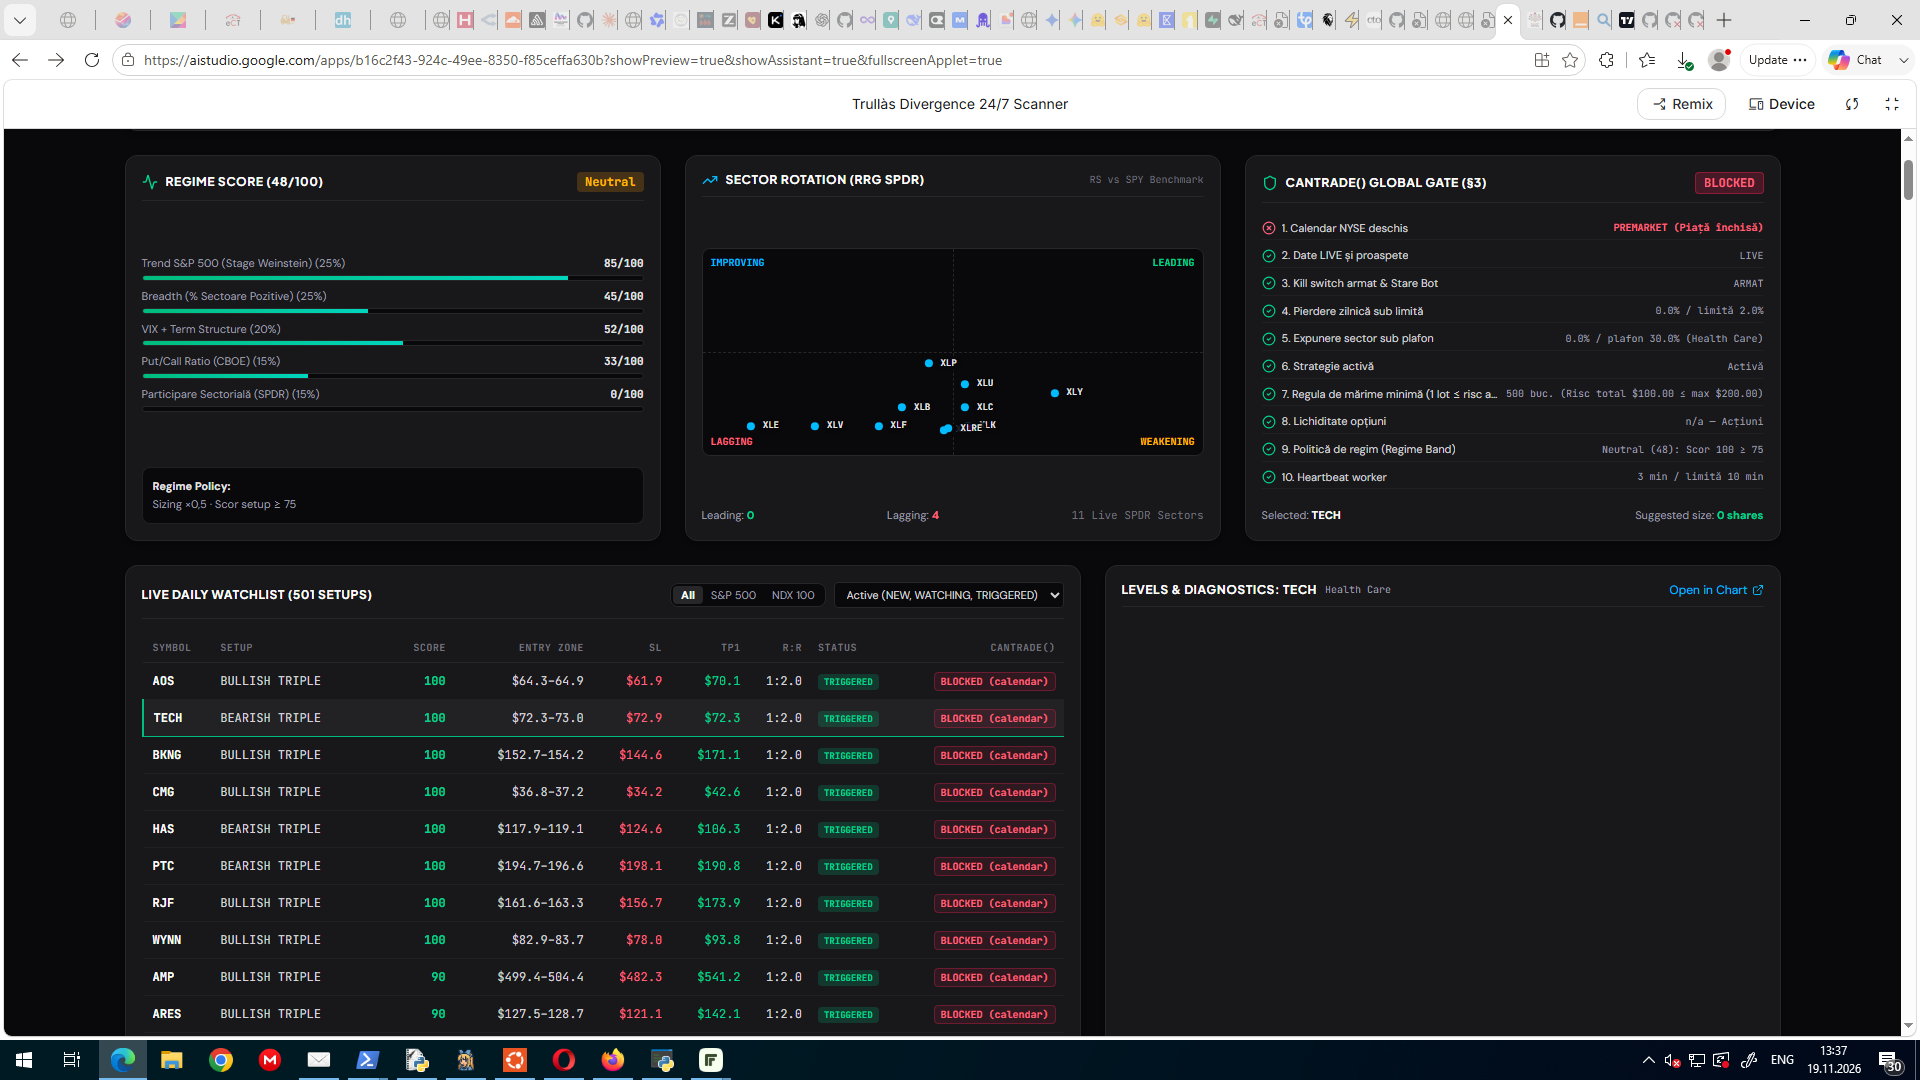 https://aistudio.google.com/apps/b16c2f43-924c-49ee-8350-f85ceffa630b?showPreview=true&showAssistant=true&fullscreenApplet=true
Update
Chat
Trullàs Divergence 24/7 Scanner
Remix
Device
REGIME SCORE (48/100)
Neutral
Trend S&P 500 (Stage Weinstein) (25%) 85/100
Breadth (% Sectoare Pozitive) (25%) 45/100
VIX + Term Structure (20%) 52/100
Put/Call Ratio (CBOE) (15%) 33/100
Participare Sectorială (SPDR) (15%) 0/100
Regime Policy:
Sizing ×0,5 · Scor setup ≥ 75
SECTOR ROTATION (RRG SPDR)
RS vs SPY Benchmark
IMPROVING LEADING
XLP
XLU
XLY
XLB XLC
XLE XLV XLF XLRE LK
LAGGING WEAKENING
Leading: 0 Lagging: 4 11 Live SPDR Sectors
CANTRADE() GLOBAL GATE (§3)
BLOCKED
1. Calendar NYSE deschis PREMARKET (Piață închisă)
2. Date LIVE și proaspete LIVE
3. Kill switch armat & Stare Bot ARMAT
4. Pierdere zilnică sub limită 0.0% / limită 2.0%
5. Expunere sector sub plafon 0.0% / plafon 30.0% (Health Care)
6. Strategie activă Activă
7. Regula de mărime minimă (1 lot ≤ risc a... 500 buc. (Risc total $100.00 ≤ max $200.00)
8. Lichiditate opțiuni n/a — Acțiuni
9. Politică de regim (Regime Band) Neutral (48): Scor 100 ≥ 75
10. Heartbeat worker 3 min / limită 10 min
Selected: TECH Suggested size: 0 shares
LIVE DAILY WATCHLIST (501 SETUPS)
All S&P 500 NDX 100
Active (NEW, WATCHING, TRIGGERED)
SYMBOL SETUP SCORE ENTRY ZONE SL TP1 R:R STATUS CANTRADE()
AOS BULLISH TRIPLE 100 $64.3–64.9 $61.9 $70.1 1:2.0 TRIGGERED BLOCKED (calendar)
TECH BEARISH TRIPLE 100 $72.3–73.0 $72.9 $72.3 1:2.0 TRIGGERED BLOCKED (calendar)
BKNG BULLISH TRIPLE 100 $152.7–154.2 $144.6 $171.1 1:2.0 TRIGGERED BLOCKED (calendar)
CMG BULLISH TRIPLE 100 $36.8–37.2 $34.2 $42.6 1:2.0 TRIGGERED BLOCKED (calendar)
HAS BEARISH TRIPLE 100 $117.9–119.1 $124.6 $106.3 1:2.0 TRIGGERED BLOCKED (calendar)
PTC BEARISH TRIPLE 100 $194.7–196.6 $198.1 $190.8 1:2.0 TRIGGERED BLOCKED (calendar)
RJF BULLISH TRIPLE 100 $161.6–163.3 $156.7 $173.9 1:2.0 TRIGGERED BLOCKED (calendar)
WYNN BULLISH TRIPLE 100 $82.9–83.7 $78.0 $93.8 1:2.0 TRIGGERED BLOCKED (calendar)
AMP BULLISH TRIPLE 90 $499.4–504.4 $482.3 $541.2 1:2.0 TRIGGERED BLOCKED (calendar)
ARES BULLISH TRIPLE 90 $127.5–128.7 $121.1 $142.1 1:2.0 TRIGGERED BLOCKED (calendar)
LEVELS & DIAGNOSTICS: TECH Health Care
Open in Chart
ENG
13:37
19.11.2026
30